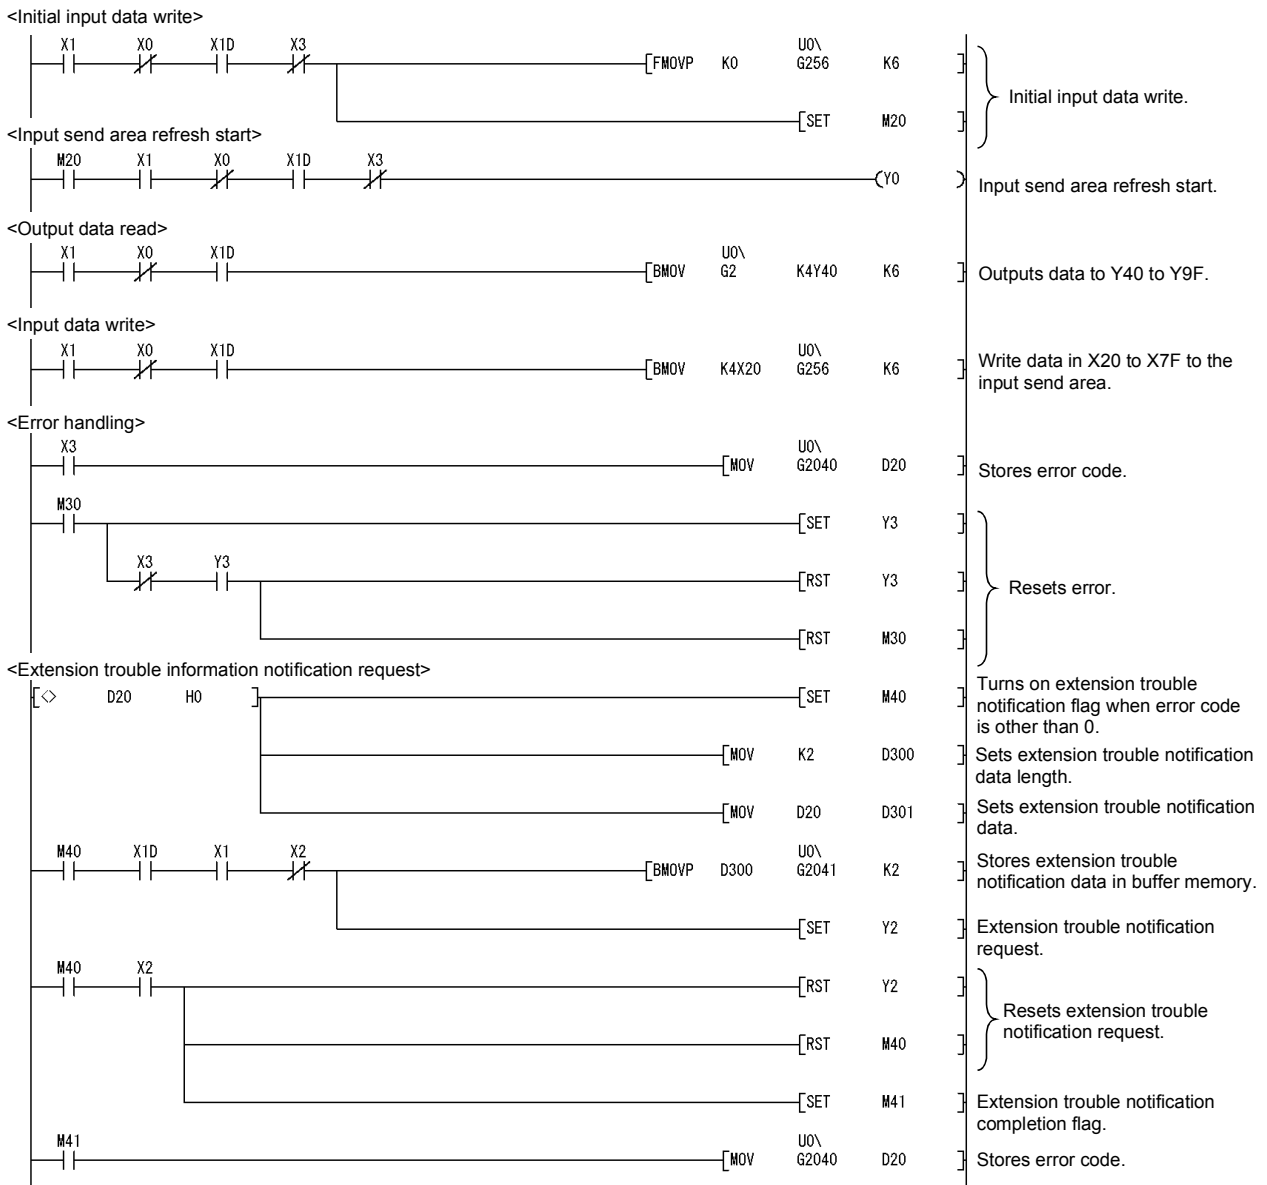 <Initial input data write>
X1 X0 X1D X3 U0\
[FMOVP K0 G256 K6 ]
Initial input data write.
[SET M20 ]
<Input send area refresh start>
M20 X1 X0 X1D X3
(Y0 )
Input send area refresh start.
<Output data read>
X1 X0 X1D U0\
[BMOV G2 K4Y40 K6 ]
Outputs data to Y40 to Y9F.
<Input data write>
X1 X0 X1D U0\
[BMOV K4X20 G256 K6 ]
Write data in X20 to X7F to the
input send area.
<Error handling>
X3 U0\
[MOV G2040 D20 ]
Stores error code.
M30
[SET Y3 ]
X3 Y3
[RST Y3 ]
Resets error.
[RST M30 ]
<Extension trouble information notification request>
[<> D20 H0 ]
[SET M40 ]
Turns on extension trouble
notification flag when error code
is other than 0.
[MOV K2 D300 ]
Sets extension trouble notification
data length.
[MOV D20 D301 ]
Sets extension trouble notification
data.
M40 X1D X1 X2 U0\
[BMOVP D300 G2041 K2 ]
Stores extension trouble
notification data in buffer memory.
[SET Y2 ]
Extension trouble notification
request.
M40 X2
[RST Y2 ]
Resets extension trouble
notification request.
[RST M40 ]
[SET M41 ]
Extension trouble notification
completion flag.
M41 U0\
[MOV G2040 D20 ]
Stores error code.